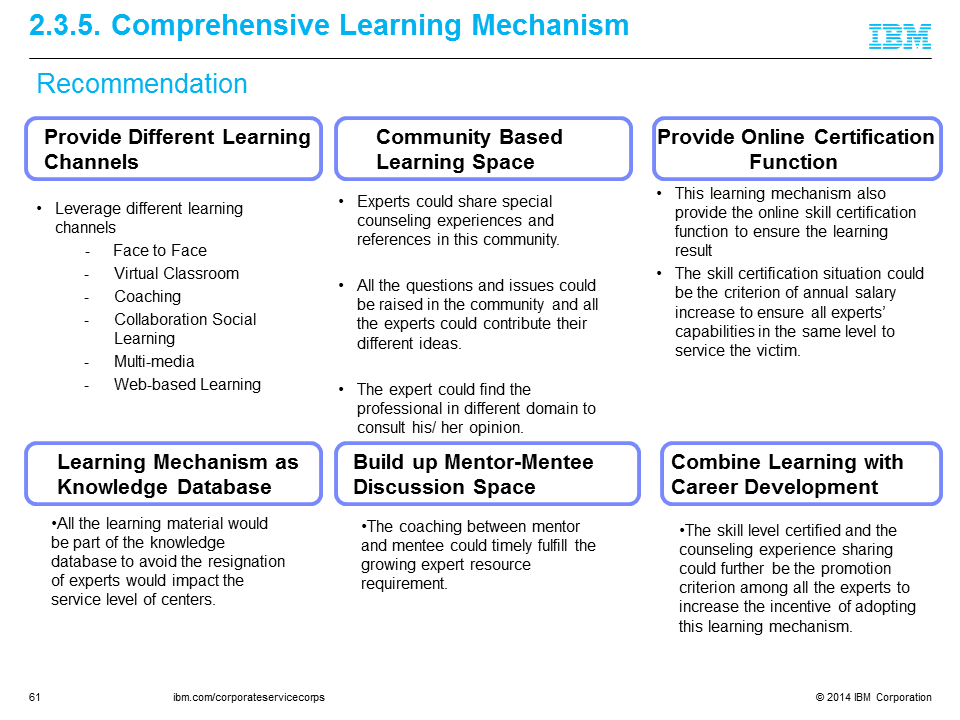 2.3.5. Comprehensive Learning Mechanism
IBM
Recommendation
Provide Different Learning
Channels
• Leverage different learning
channels
- Face to Face
- Virtual Classroom
- Coaching
- Collaboration Social
Learning
- Multi-media
- Web-based Learning
Community Based
Learning Space
• Experts could share special
counseling experiences and
references in this community.
• All the questions and issues could
be raised in the community and all
the experts could contribute their
different ideas.
• The expert could find the
professional in different domain to
consult his/ her opinion.
Provide Online Certification
Function
• This learning mechanism also
provide the online skill certification
function to ensure the learning
result
• The skill certification situation could
be the criterion of annual salary
increase to ensure all experts’
capabilities in the same level to
service the victim.
Learning Mechanism as
Knowledge Database
•All the learning material would
be part of the knowledge
database to avoid the resignation
of experts would impact the
service level of centers.
Build up Mentor-Mentee
Discussion Space
•The coaching between mentor
and mentee could timely fulfill the
growing expert resource
requirement.
Combine Learning with
Career Development
•The skill level certified and the
counseling experience sharing
could further be the promotion
criterion among all the experts to
increase the incentive of adopting
this learning mechanism.
61
ibm.com/corporateservicecorps
© 2014 IBM Corporation